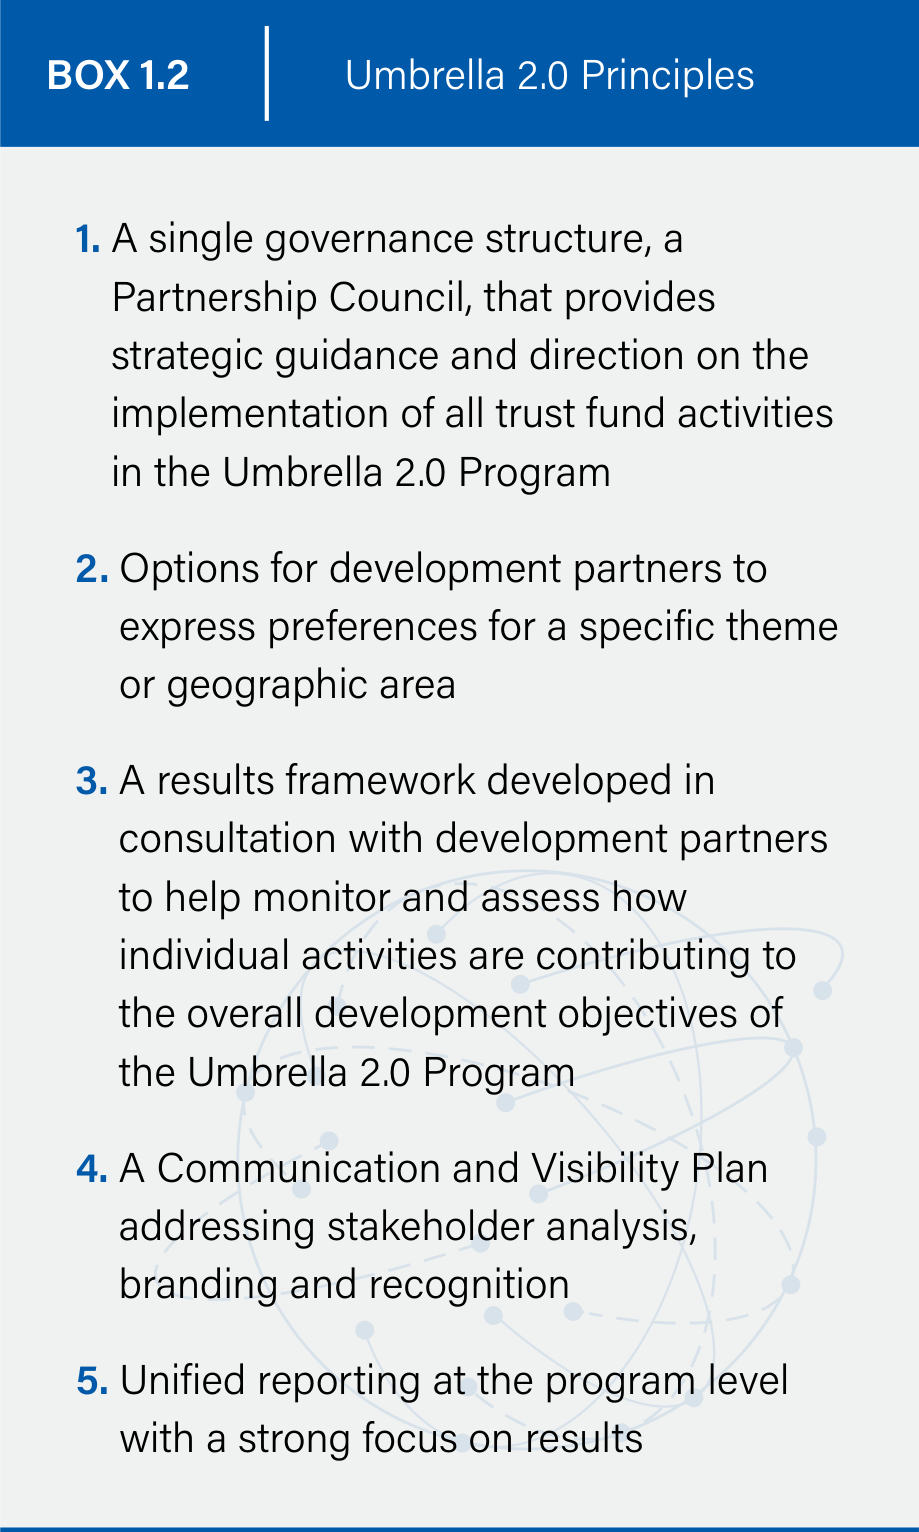 BOX 1.2
Umbrella 2.0 Principles
1. A single governance structure, a
Partnership Council, that provides
strategic guidance and direction on the
implementation of all trust fund activities
in the Umbrella 2.0 Program
2. Options for development partners to
express preferences for a specific theme
or geographic area
3. A results framework developed in
consultation with development partners
to help monitor and assess how
individual activities are contributing to
the overall development objectives of
the Umbrella 2.0 Program
4. A Communication and Visibility Plan
addressing stakeholder analysis,
branding and recognition
5. Unified reporting at the program level
with a strong focus on results